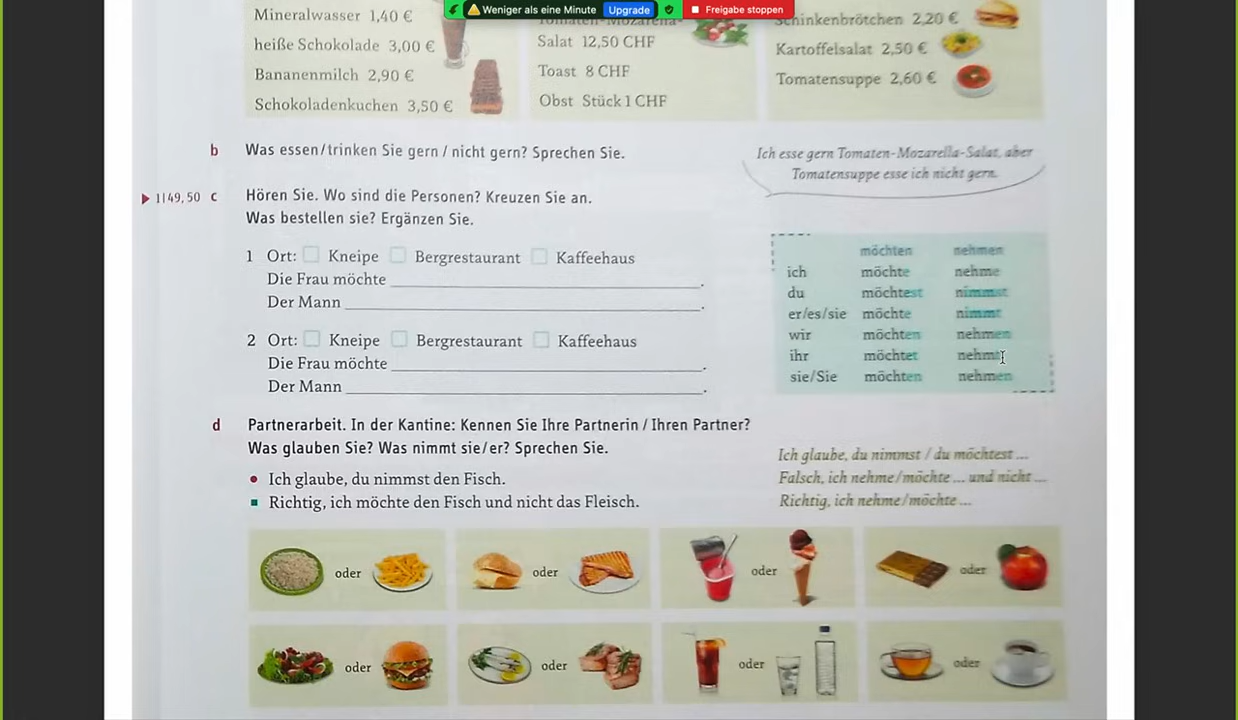 Weniger als eine Minute Upgrade Freigabe stoppen
Mineralwasser 1,40 €
heiße Schokolade 3,00 €
Bananenmilch 2,90 €
Schokoladenkuchen 3,50 €
Tomaten-Mozarella-
Salat 12,50 CHF
Toast 8 CHF
Obst Stück 1 CHF
Schinkenbrötchen 2,20 €
Kartoffelsalat 2,50 €
Tomatensuppe 2,60 €
b Was essen/trinken Sie gern / nicht gern? Sprechen Sie.
Ich esse gern Tomaten-Mozarella-Salat, aber
Tomatensuppe esse ich nicht gern.
1|49,50 c Hören Sie. Wo sind die Personen? Kreuzen Sie an.
Was bestellen sie? Ergänzen Sie.
1 Ort: Kneipe Bergrestaurant Kaffeehaus
Die Frau möchte .
Der Mann .
2 Ort: Kneipe Bergrestaurant Kaffeehaus
Die Frau möchte .
Der Mann .
möchten nehmen
ich möchte nehme
du möchtest nimmst
er/es/sie möchte nimmt
wir möchten nehmen
ihr möchtet nehmt
sie/Sie möchten nehmen
d Partnerarbeit. In der Kantine: Kennen Sie Ihre Partnerin / Ihren Partner?
Was glauben Sie? Was nimmt sie/er? Sprechen Sie.
Ich glaube, du nimmst den Fisch.
Richtig, ich möchte den Fisch und nicht das Fleisch.
Ich glaube, du nimmst / du möchtest ...
Falsch, ich nehme/möchte ... und nicht ...
Richtig, ich nehme/möchte ...
oder oder oder oder
oder oder oder oder